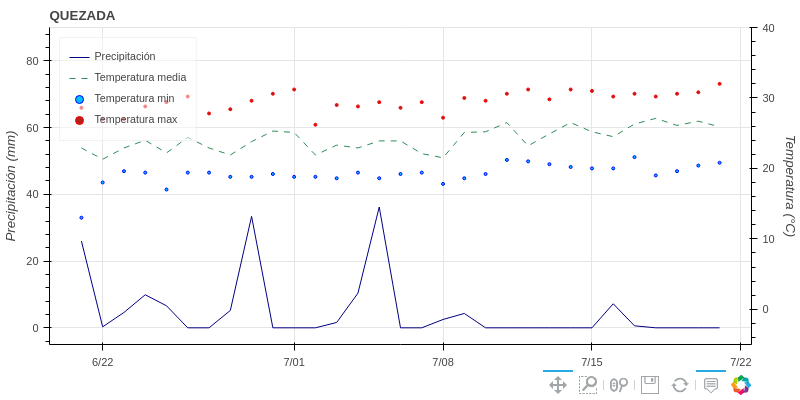 QUEZADA
Precipitación
Temperatura media
Temperatura min
Temperatura max
80
60
40
20
0
Precipitación (mm)
40
30
20
10
0
Temperatura (°C)
6/22
7/01
7/08
7/15
7/22